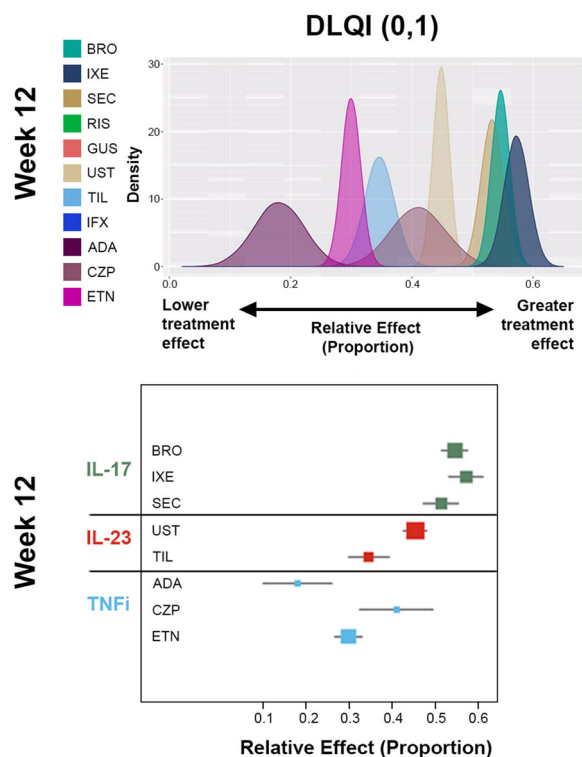 DLQI (0,1)
Week 12
BRO
IXE
SEC
RIS
GUS
UST
TIL
IFX
ADA
CZP
ETN
Density
30
20
10
0
0.0 0.2 0.4 0.6
Lower
treatment
effect
Relative Effect
(Proportion)
Greater
treatment
effect
Week 12
IL-17
BRO
IXE
SEC
IL-23
UST
TIL
TNFi
ADA
CZP
ETN
0.1 0.2 0.3 0.4 0.5 0.6
Relative Effect (Proportion)